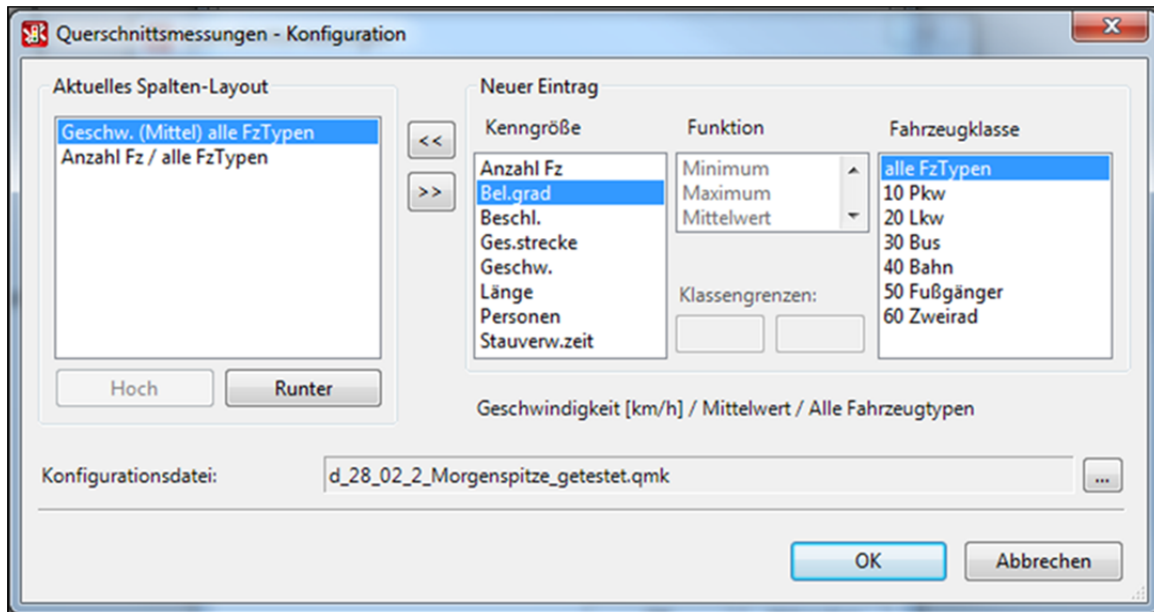 Querschnittsmessungen - Konfiguration
Aktuelles Spalten-Layout
Geschw. (Mittel) alle FzTypen
Anzahl Fz / alle FzTypen
<<
>>
Hoch
Runter
Neuer Eintrag
Kenngröße
Anzahl Fz
Bel.grad
Beschl.
Ges.strecke
Geschw.
Länge
Personen
Stauverw.zeit
Funktion
Minimum
Maximum
Mittelwert
Klassengrenzen:
Fahrzeugklasse
alle FzTypen
10 Pkw
20 Lkw
30 Bus
40 Bahn
50 Fußgänger
60 Zweirad
Geschwindigkeit [km/h] / Mittelwert / Alle Fahrzeugtypen
Konfigurationsdatei:
d_28_02_2_Morgenspitze_getestet.qmk
...
OK
Abbrechen